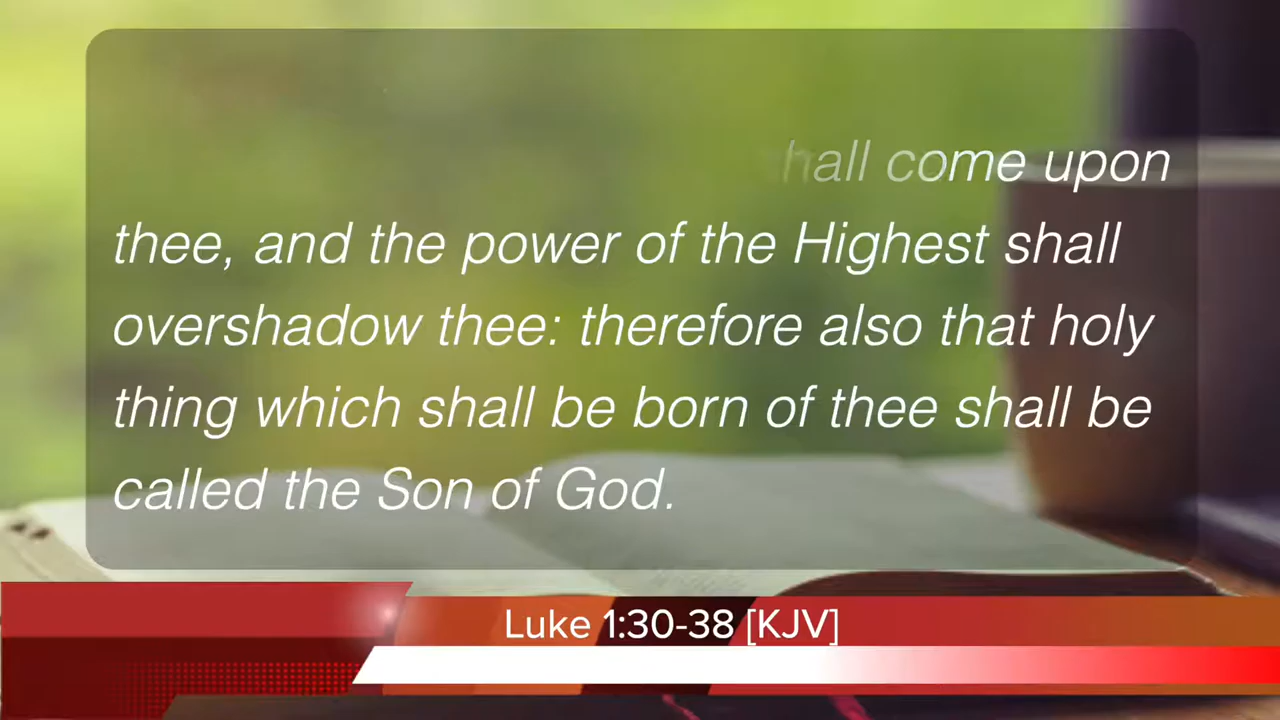 hall come upon
thee, and the power of the Highest shall
overshadow thee: therefore also that holy
thing which shall be born of thee shall be
called the Son of God.
Luke 1:30-38 [KJV]